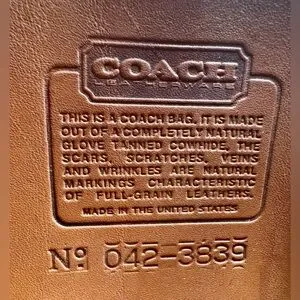 COACH
LEATHERWARE
THIS IS A COACH BAG. IT IS MADE
OUT OF A COMPLETELY NATURAL
GLOVE TANNED COWHIDE. THE
SCARS, SCRATCHES, VEINS
AND WRINKLES ARE NATURAL
MARKINGS CHARACTERISTIC
OF FULL-GRAIN LEATHERS.
MADE IN THE UNITED STATES
Nº 042-3839